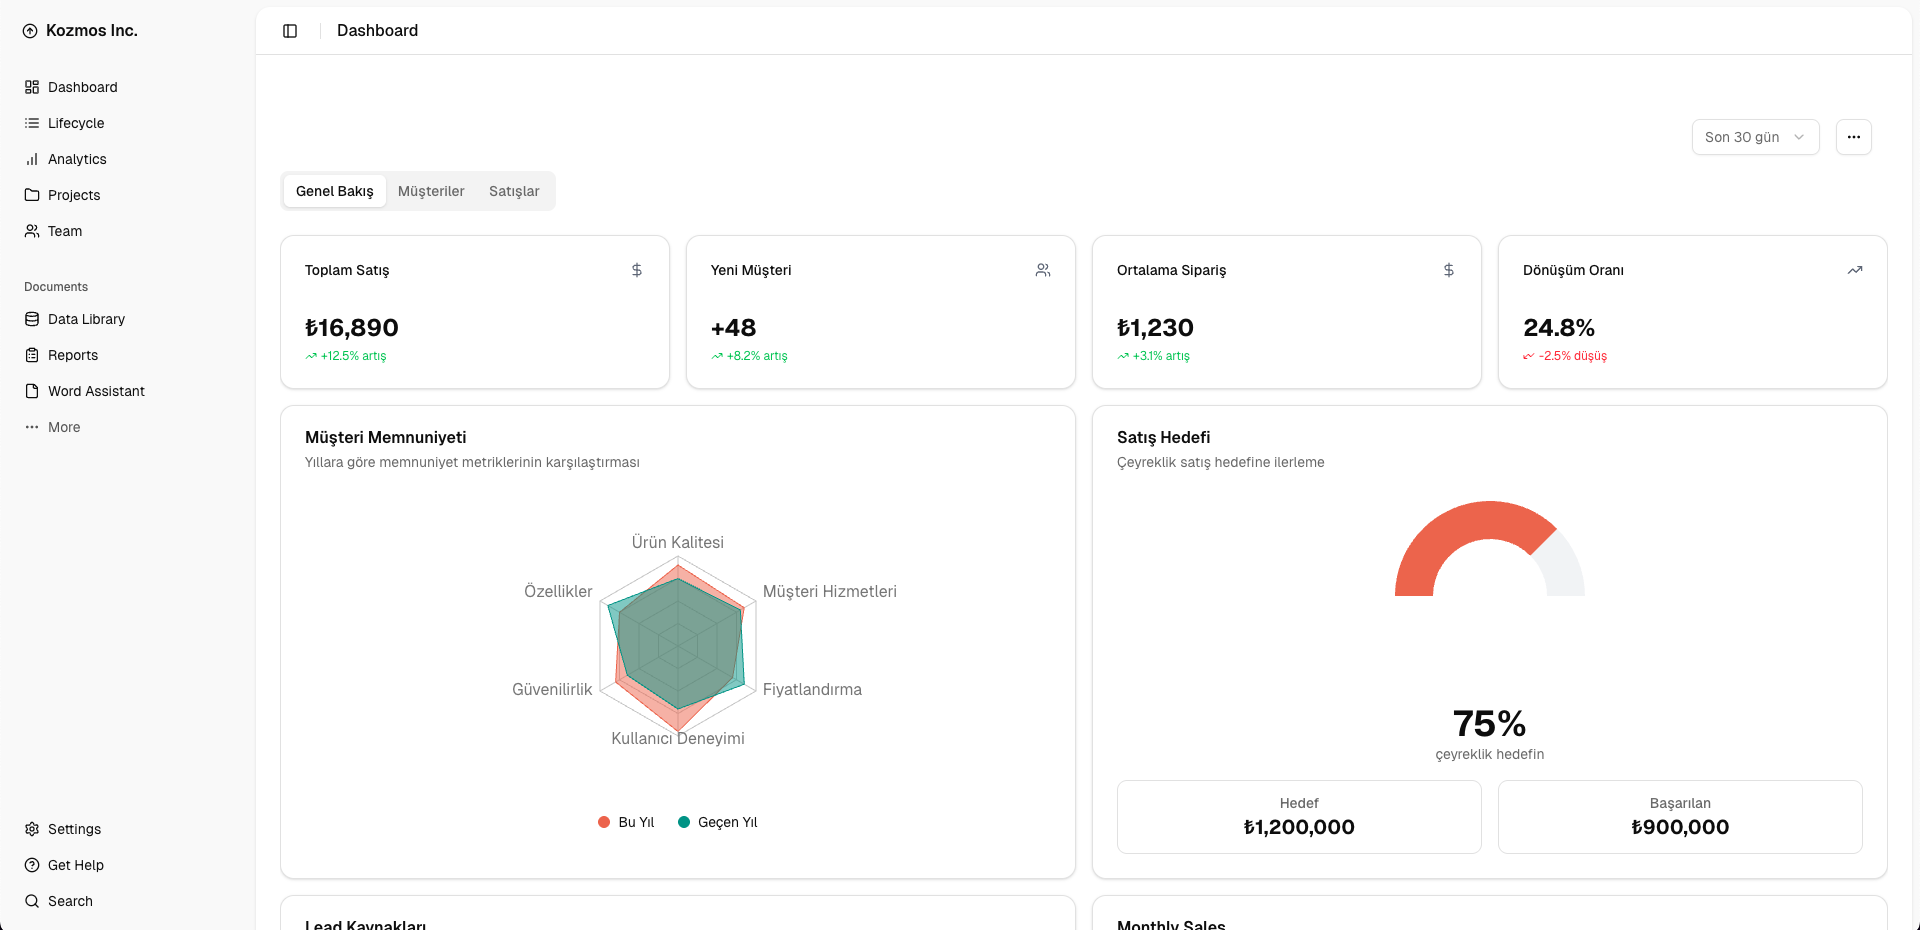 Kozmos Inc.
Dashboard
Lifecycle
Analytics
Projects
Team
Documents
Data Library
Reports
Word Assistant
More
Settings
Get Help
Search
Dashboard
Son 30 gün
Genel Bakış
Müşteriler
Satışlar
Toplam Satış
₺16,890
+12.5% artış
Yeni Müşteri
+48
+8.2% artış
Ortalama Sipariş
₺1,230
+3.1% artış
Dönüşüm Oranı
24.8%
-2.5% düşüş
Müşteri Memnuniyeti
Yıllara göre memnuniyet metriklerinin karşılaştırması
Ürün Kalitesi
Müşteri Hizmetleri
Fiyatlandırma
Kullanıcı Deneyimi
Güvenilirlik
Özellikler
Bu Yıl
Geçen Yıl
Satış Hedefi
Çeyreklik satış hedefine ilerleme
75%
çeyreklik hedefin
Hedef
₺1,200,000
Başarılan
₺900,000
Lead Kaynakları
Monthly Sales